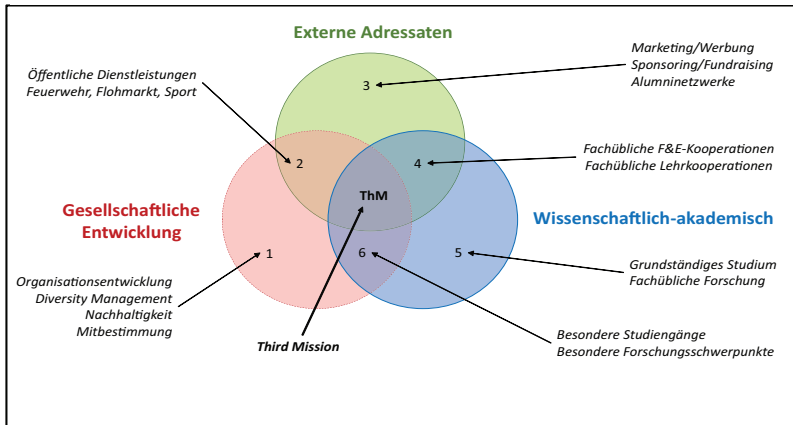 Externe Adressaten
Marketing/Werbung
Sponsoring/Fundraising
Alumninetzwerke
Öffentliche Dienstleistungen
Feuerwehr, Flohmarkt, Sport
3
2
4
Fachübliche F&E-Kooperationen
Fachübliche Lehrkooperationen
ThM
Gesellschaftliche
Entwicklung
Wissenschaftlich-akademisch
1
6
5
Grundständiges Studium
Fachübliche Forschung
Organisationsentwicklung
Diversity Management
Nachhaltigkeit
Mitbestimmung
Third Mission
Besondere Studiengänge
Besondere Forschungsschwerpunkte